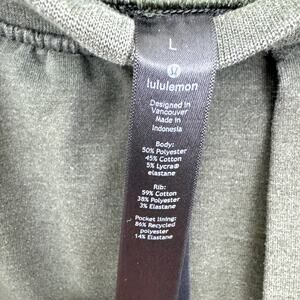 L
lululemon
Designed in
Vancouver
Made in
Indonesia
Body:
50% Polyester
45% Cotton
5% Lycra®
elastane
Rib:
59% Cotton
38% Polyester
3% Elastane
Pocket lining:
86% Recycled
polyester
14% Elastane